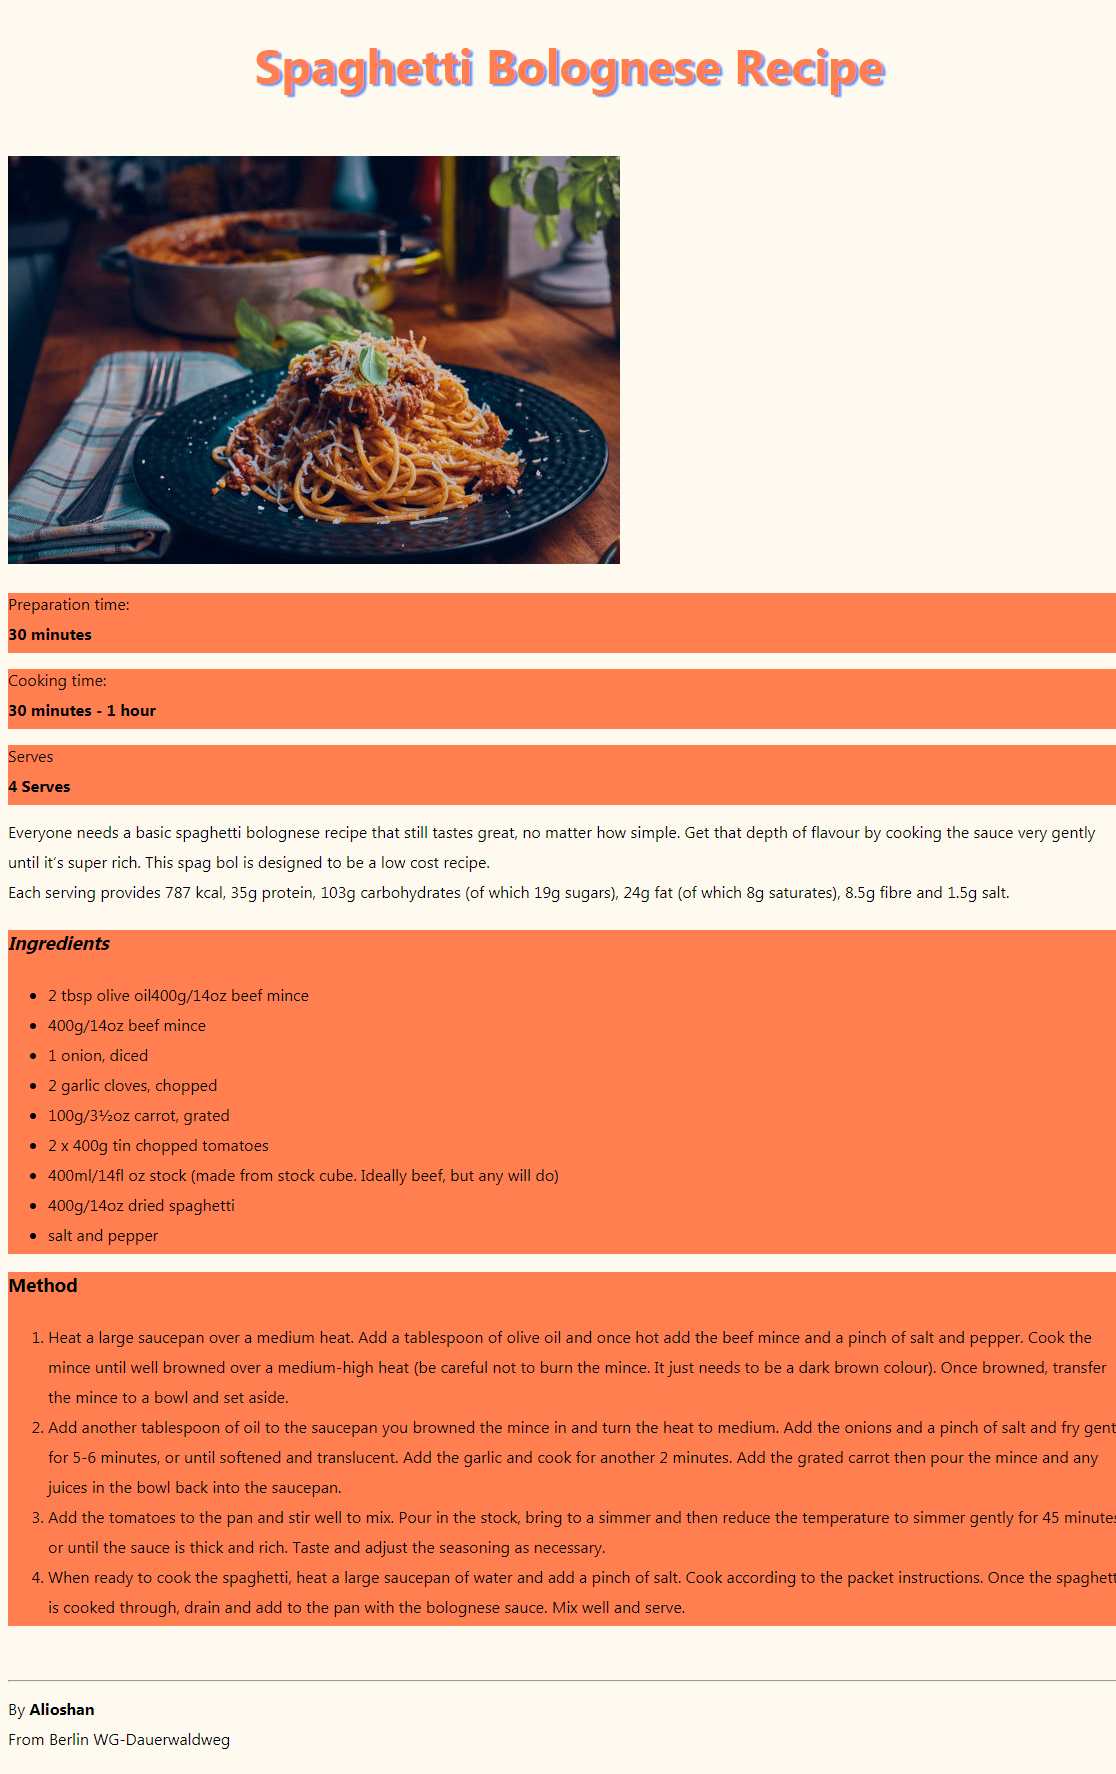 Spaghetti Bolognese Recipe
Preparation time:
30 minutes
Cooking time:
30 minutes - 1 hour
Serves
4 Serves
Everyone needs a basic spaghetti bolognese recipe that still tastes great, no matter how simple. Get that depth of flavour by cooking the sauce very gently
until it's super rich. This spag bol is designed to be a low cost recipe.
Each serving provides 787 kcal, 35g protein, 103g carbohydrates (of which 19g sugars), 24g fat (of which 8g saturates), 8.5g fibre and 1.5g salt.
Ingredients
• 2 tbsp olive oil400g/14oz beef mince
• 400g/14oz beef mince
• 1 onion, diced
• 2 garlic cloves, chopped
• 100g/3½oz carrot, grated
• 2 x 400g tin chopped tomatoes
• 400ml/14fl oz stock (made from stock cube. Ideally beef, but any will do)
• 400g/14oz dried spaghetti
• salt and pepper
Method
1. Heat a large saucepan over a medium heat. Add a tablespoon of olive oil and once hot add the beef mince and a pinch of salt and pepper. Cook the
mince until well browned over a medium-high heat (be careful not to burn the mince. It just needs to be a dark brown colour). Once browned, transfer
the mince to a bowl and set aside.
2. Add another tablespoon of oil to the saucepan you browned the mince in and turn the heat to medium. Add the onions and a pinch of salt and fry gent
for 5-6 minutes, or until softened and translucent. Add the garlic and cook for another 2 minutes. Add the grated carrot then pour the mince and any
juices in the bowl back into the saucepan.
3. Add the tomatoes to the pan and stir well to mix. Pour in the stock, bring to a simmer and then reduce the temperature to simmer gently for 45 minutes
or until the sauce is thick and rich. Taste and adjust the seasoning as necessary.
4. When ready to cook the spaghetti, heat a large saucepan of water and add a pinch of salt. Cook according to the packet instructions. Once the spaghett
is cooked through, drain and add to the pan with the bolognese sauce. Mix well and serve.
By Alioshan
From Berlin WG-Dauerwaldweg